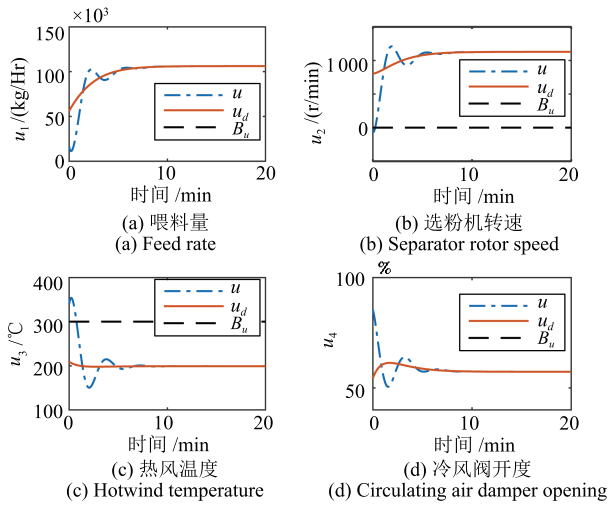 ×10³
150
100
50
0
u₁/(kg/Hr)
u
u_d
B_u
0 10 20
时间 /min
(a) 喂料量
(a) Feed rate
1 000
0
u₂/(r/min)
u
u_d
B_u
0 10 20
时间 /min
(b) 选粉机转速
(b) Separator rotor speed
400
300
200
100
u₃/℃
u
u_d
B_u
0 10 20
时间 /min
(c) 热风温度
(c) Hotwind temperature
%
100
50
u₄
u
u_d
B_u
0 10 20
时间 /min
(d) 冷风阀开度
(d) Circulating air damper opening